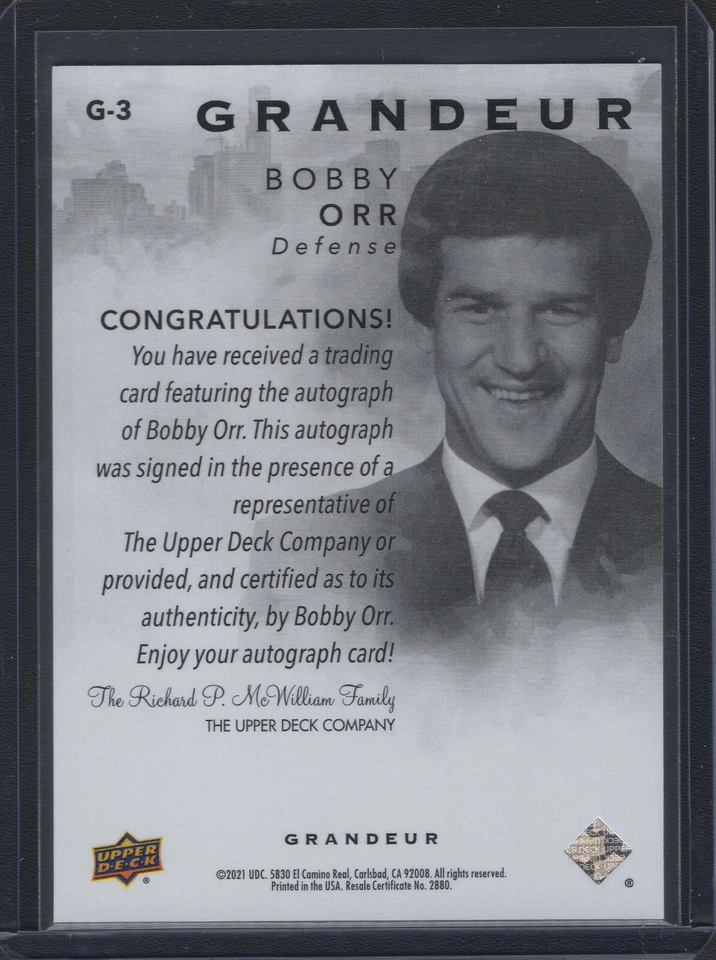 G-3
GRANDEUR
BOBBY
ORR
Defense
CONGRATULATIONS!
You have received a trading
card featuring the autograph
of Bobby Orr. This autograph
was signed in the presence of a
representative of
The Upper Deck Company or
provided, and certified as to its
authenticity, by Bobby Orr.
Enjoy your autograph card!
The Richard P. McWilliam Family
THE UPPER DECK COMPANY
UPPER
D·E·C·K
®
GRANDEUR
©2021 UDC. 5830 El Camino Real, Carlsbad, CA 92008. All rights reserved.
Printed in the USA. Resale Certificate No. 2880.
®